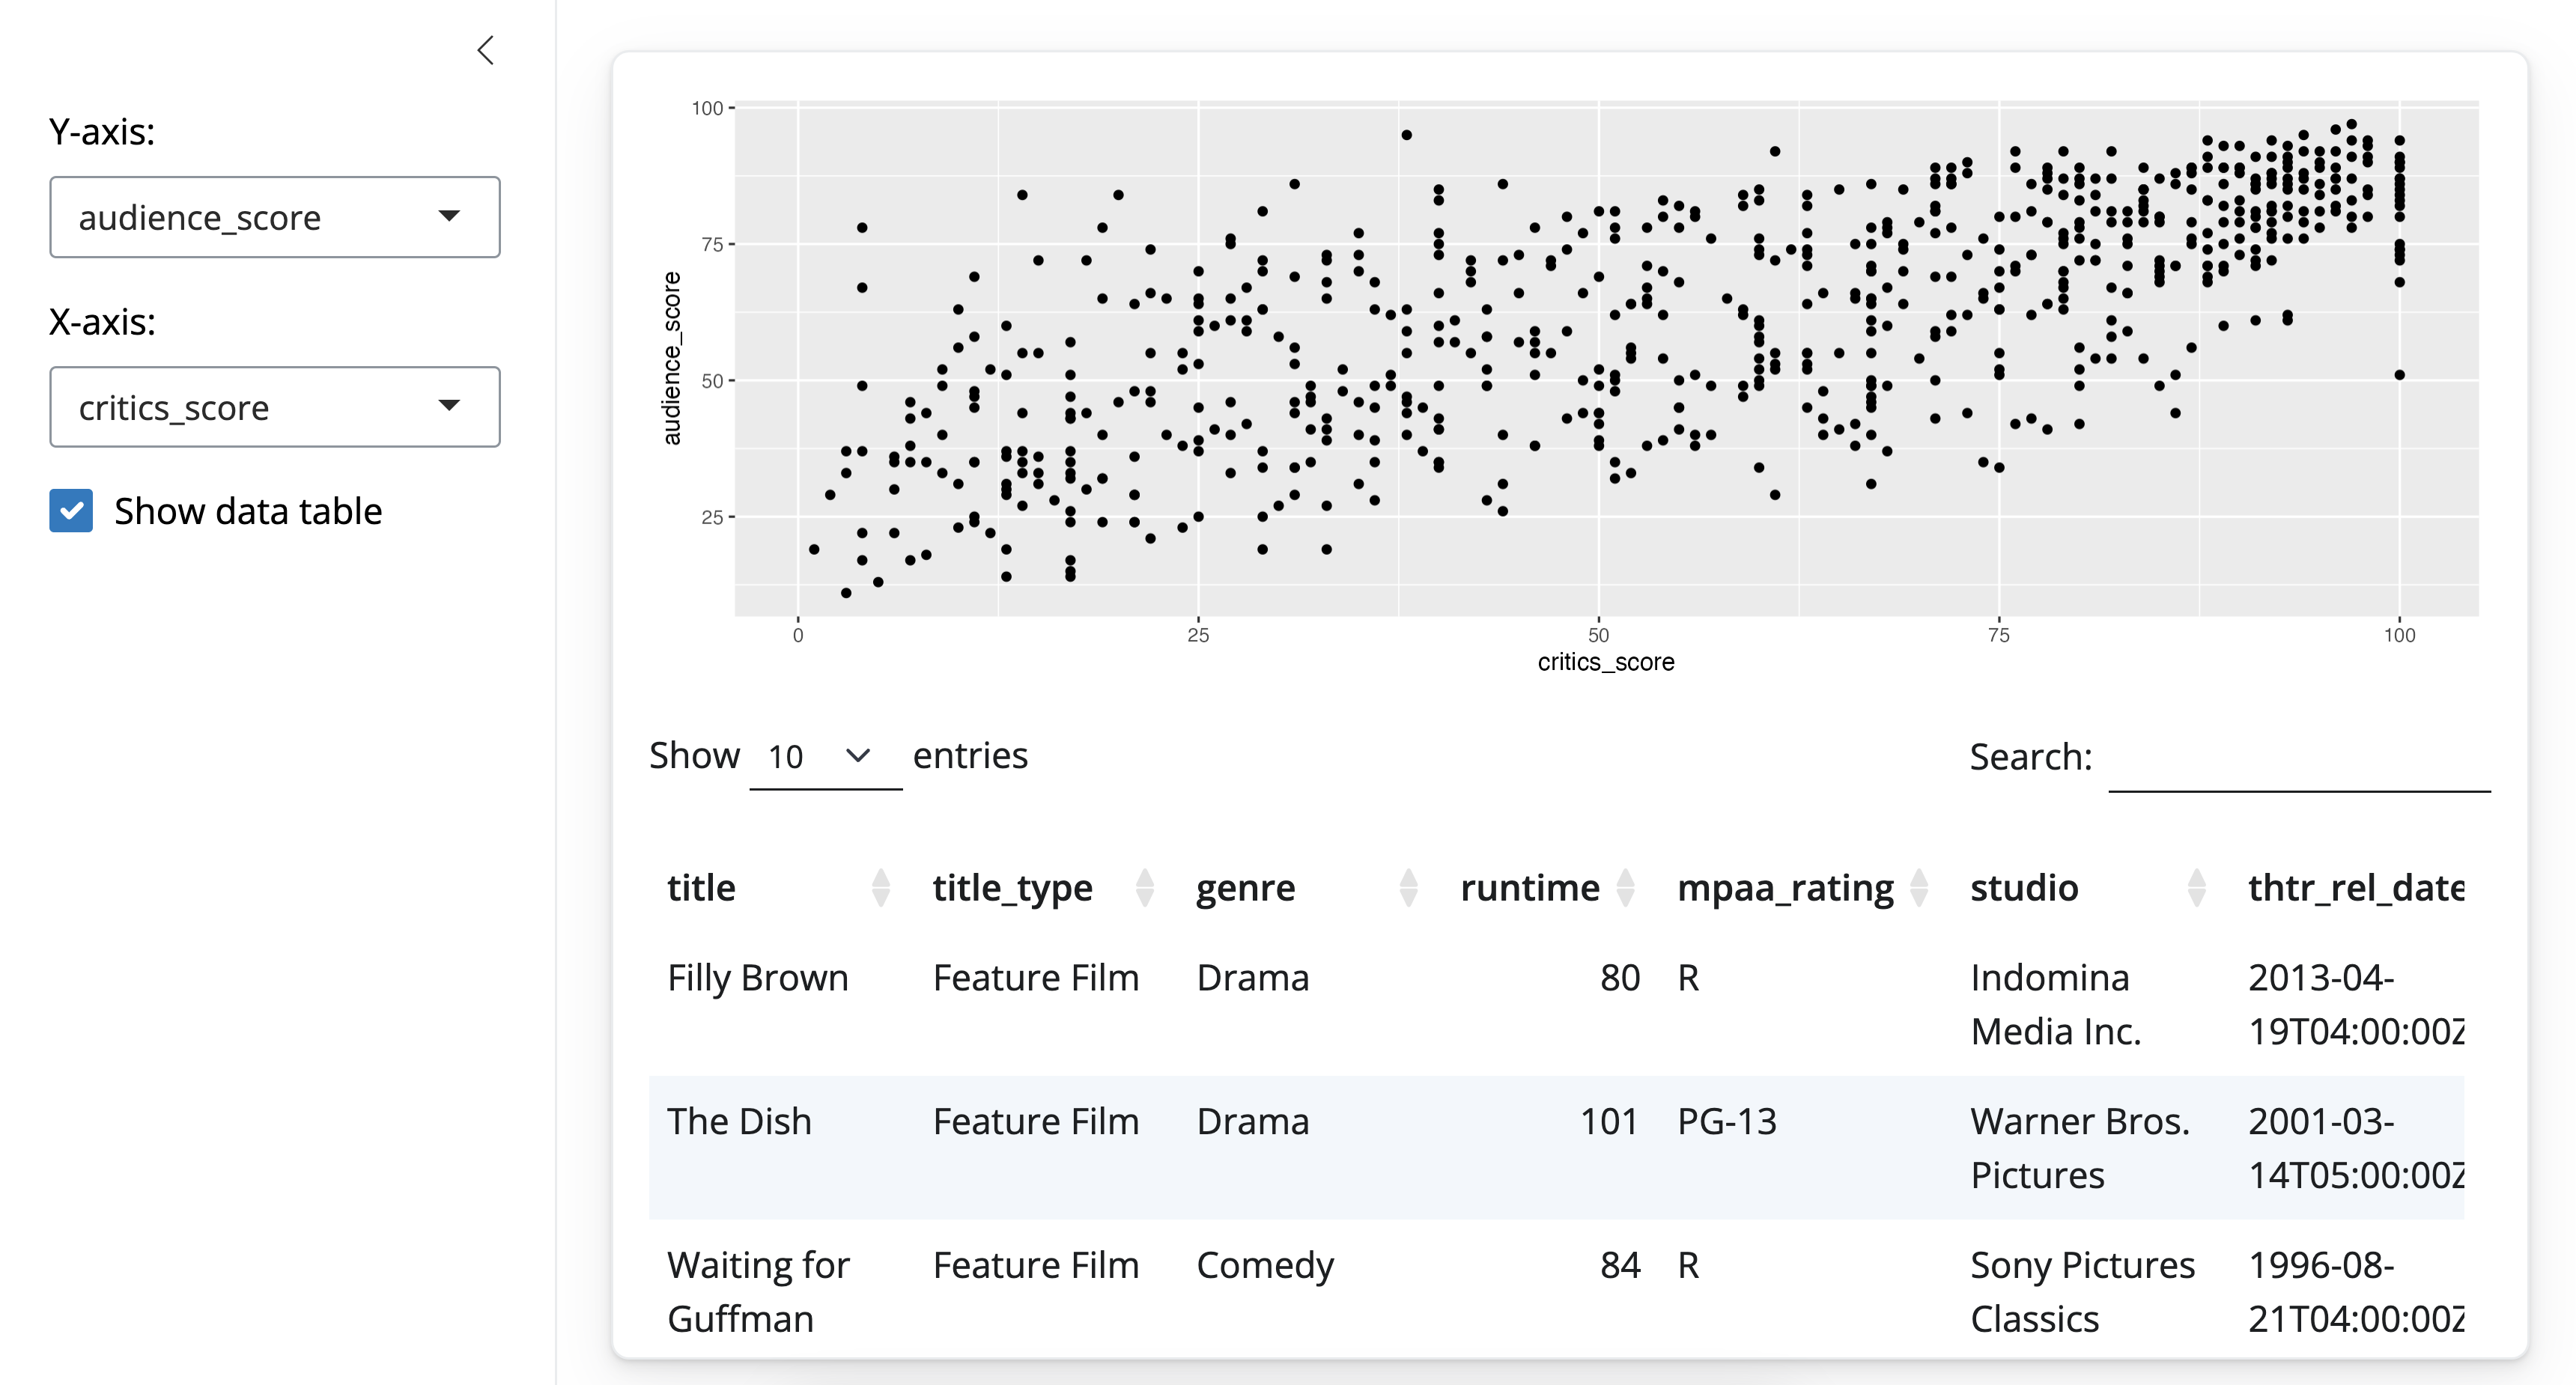 Y-axis:
audience_score
X-axis:
critics_score
Show data table
100
75
50
25
audience_score
0 25 50 75 100
critics_score
Show 10 entries Search:
title title_type genre runtime mpaa_rating studio thtr_rel_date
Filly Brown Feature Film Drama 80 R Indomina 2013-04-
Media Inc. 19T04:00:00Z
The Dish Feature Film Drama 101 PG-13 Warner Bros. 2001-03-
Pictures 14T05:00:00Z
Waiting for Feature Film Comedy 84 R Sony Pictures 1996-08-
Guffman Classics 21T04:00:00Z